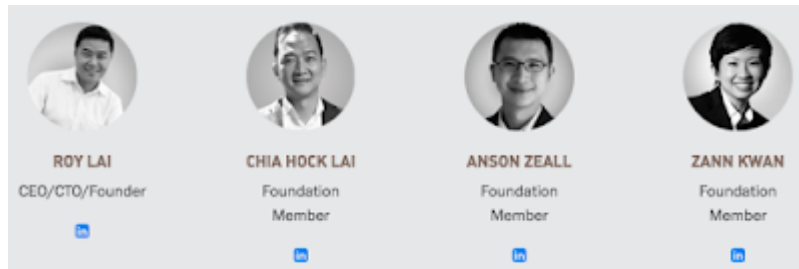 ROY LAI
CEO/CTO/Founder
in
CHIA HOCK LAI
Foundation
Member
in
ANSON ZEALL
Foundation
Member
in
ZANN KWAN
Foundation
Member
in